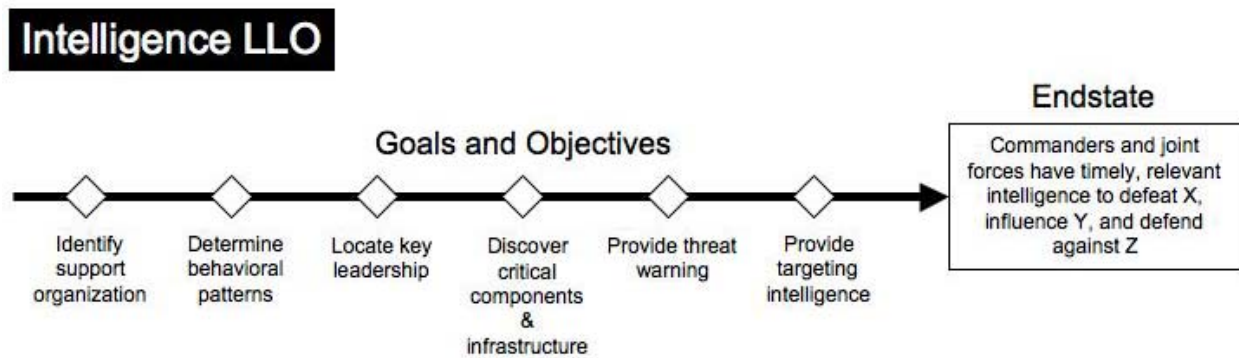 Intelligence LLO
Endstate
Goals and Objectives
Commanders and joint
forces have timely, relevant
intelligence to defeat X,
influence Y, and defend
against Z
Identify
support
organization
Determine
behavioral
patterns
Locate key
leadership
Discover
critical
components
&
infrastructure
Provide threat
warning
Provide
targeting
intelligence